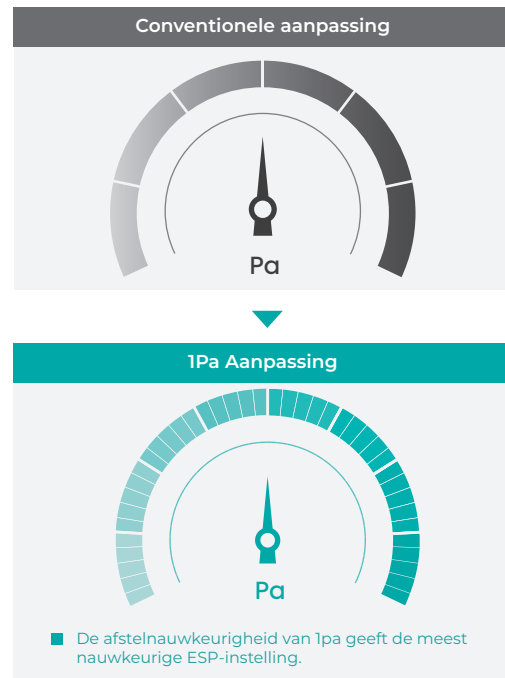 Conventionele aanpassing
Pa
1Pa Aanpassing
Pa
De afstelnauwkeurigheid van 1pa geeft de meest
nauwkeurige ESP-instelling.